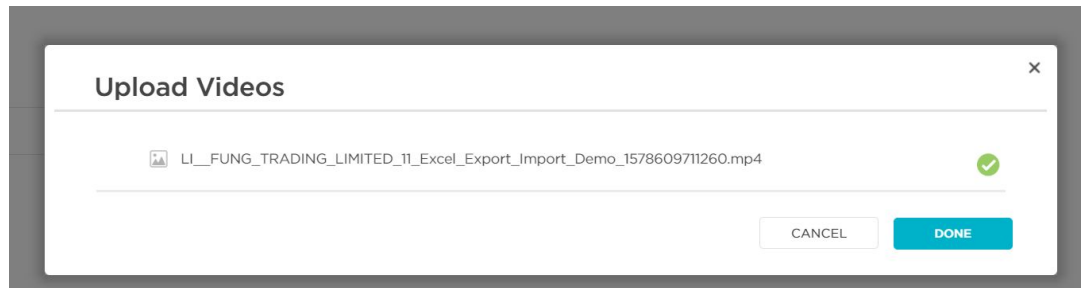 Upload Videos
LI__FUNG_TRADING_LIMITED_11_Excel_Export_Import_Demo_1578609711260.mp4
CANCEL DONE